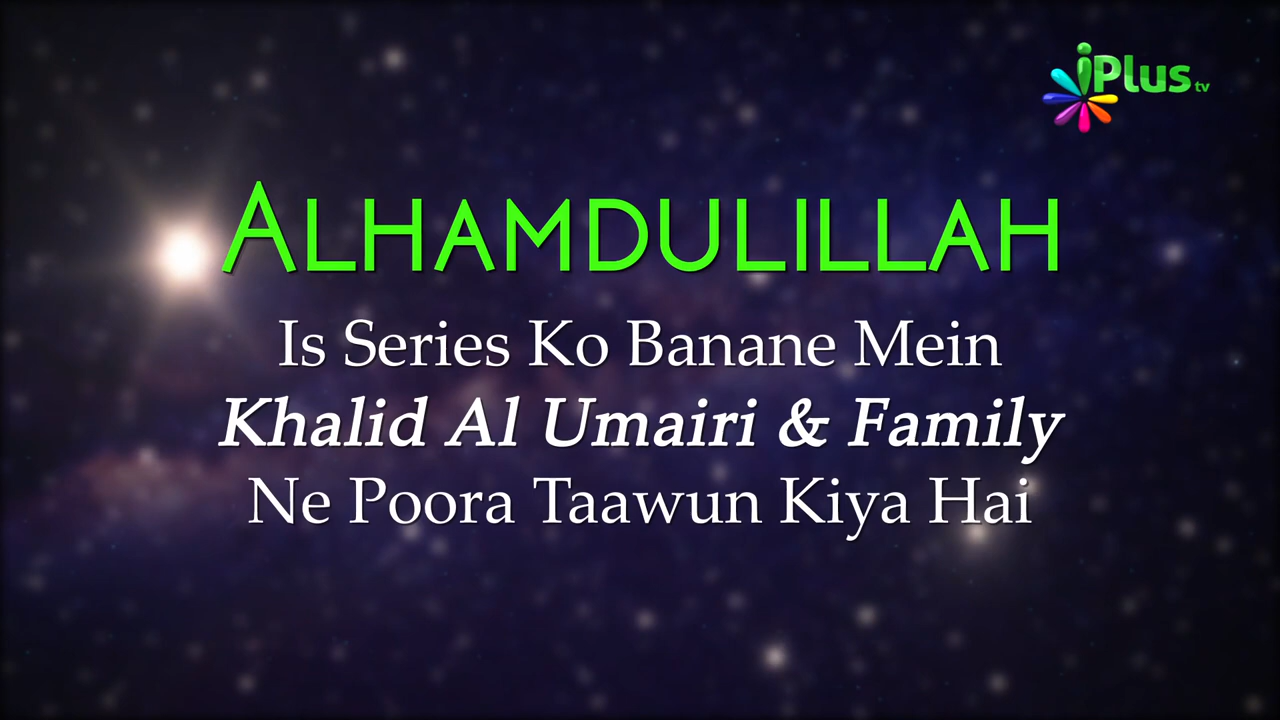 iPlus tv
ALHAMDULILLAH
Is Series Ko Banane Mein
Khalid Al Umairi & Family
Ne Poora Taawun Kiya Hai